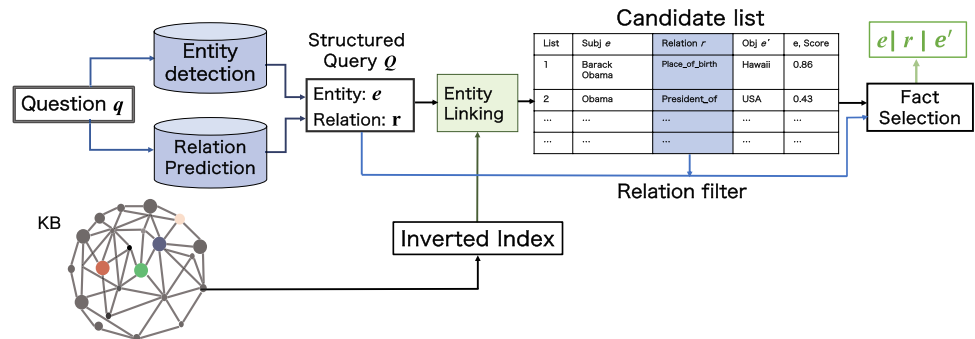 Question q
Entity
detection
Relation
Prediction
Structured
Query Q
Entity: e
Relation: r
Entity
Linking
Candidate list
List Subj e Relation r Obj e′ e, Score
1 Barack Obama Place_of_birth Hawaii 0.86
2 Obama President_of USA 0.43
... ... ... ... ...
... ... ... ... ...
e| r | e′
Fact
Selection
Relation filter
KB
Inverted Index